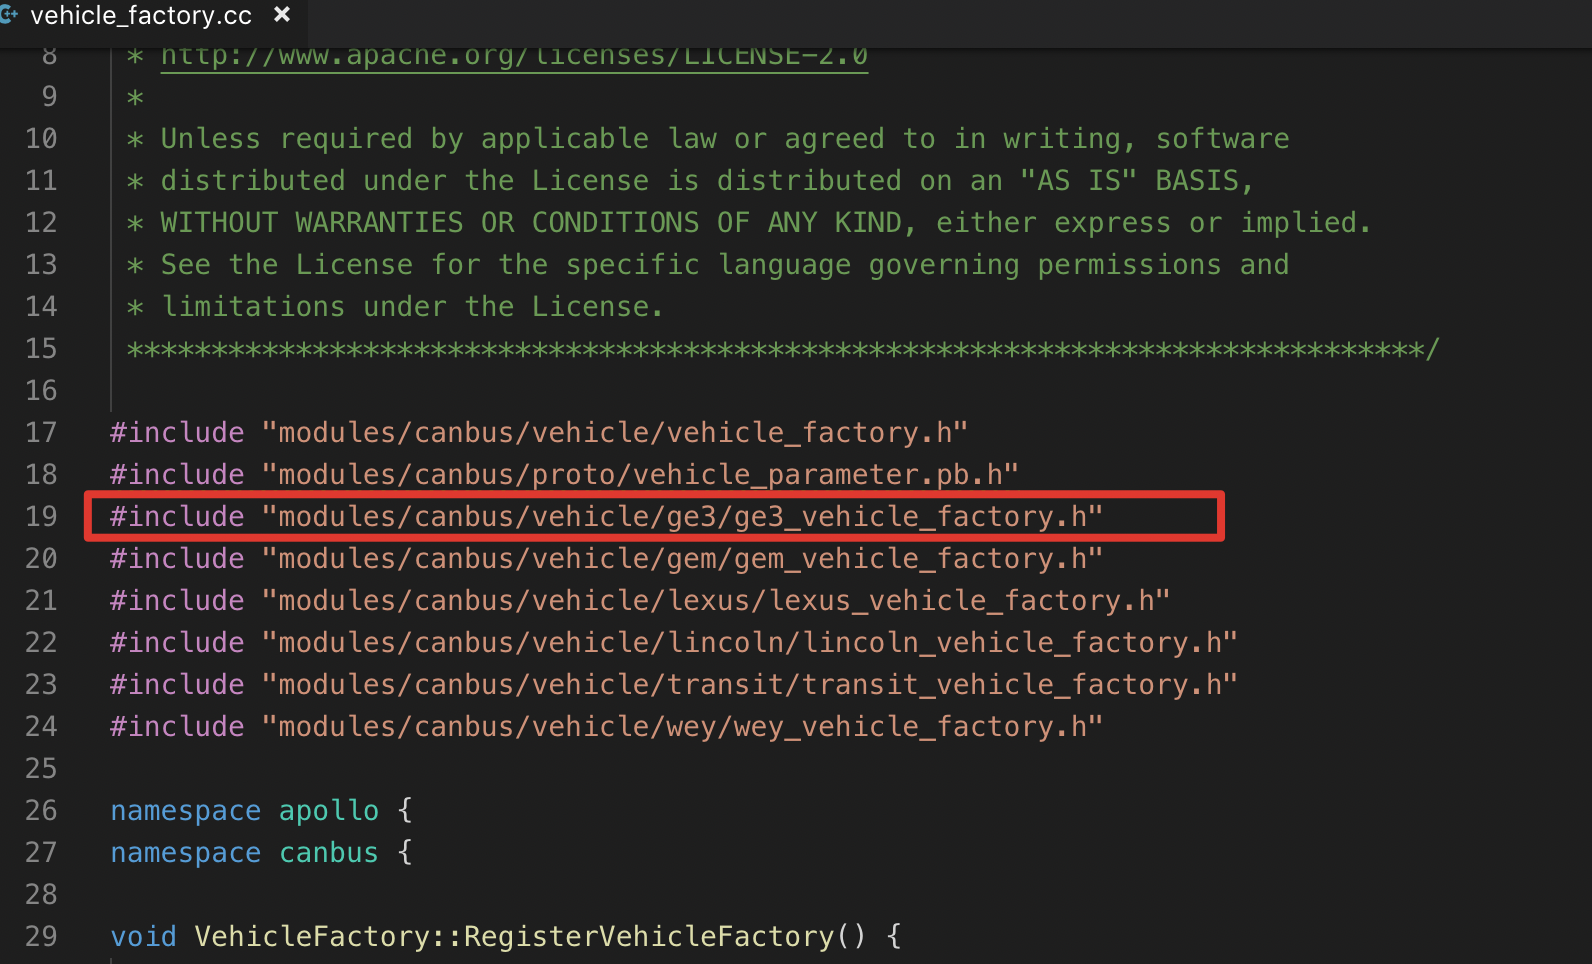 vehicle_factory.cc ×
8 * http://www.apache.org/licenses/LICENSE-2.0
9 *
10 * Unless required by applicable law or agreed to in writing, software
11 * distributed under the License is distributed on an "AS IS" BASIS,
12 * WITHOUT WARRANTIES OR CONDITIONS OF ANY KIND, either express or implied.
13 * See the License for the specific language governing permissions and
14 * limitations under the License.
15 *****************************************************************************/
16
17 #include "modules/canbus/vehicle/vehicle_factory.h"
18 #include "modules/canbus/proto/vehicle_parameter.pb.h"
19 #include "modules/canbus/vehicle/ge3/ge3_vehicle_factory.h"
20 #include "modules/canbus/vehicle/gem/gem_vehicle_factory.h"
21 #include "modules/canbus/vehicle/lexus/lexus_vehicle_factory.h"
22 #include "modules/canbus/vehicle/lincoln/lincoln_vehicle_factory.h"
23 #include "modules/canbus/vehicle/transit/transit_vehicle_factory.h"
24 #include "modules/canbus/vehicle/wey/wey_vehicle_factory.h"
25
26 namespace apollo {
27 namespace canbus {
28
29 void VehicleFactory::RegisterVehicleFactory() {